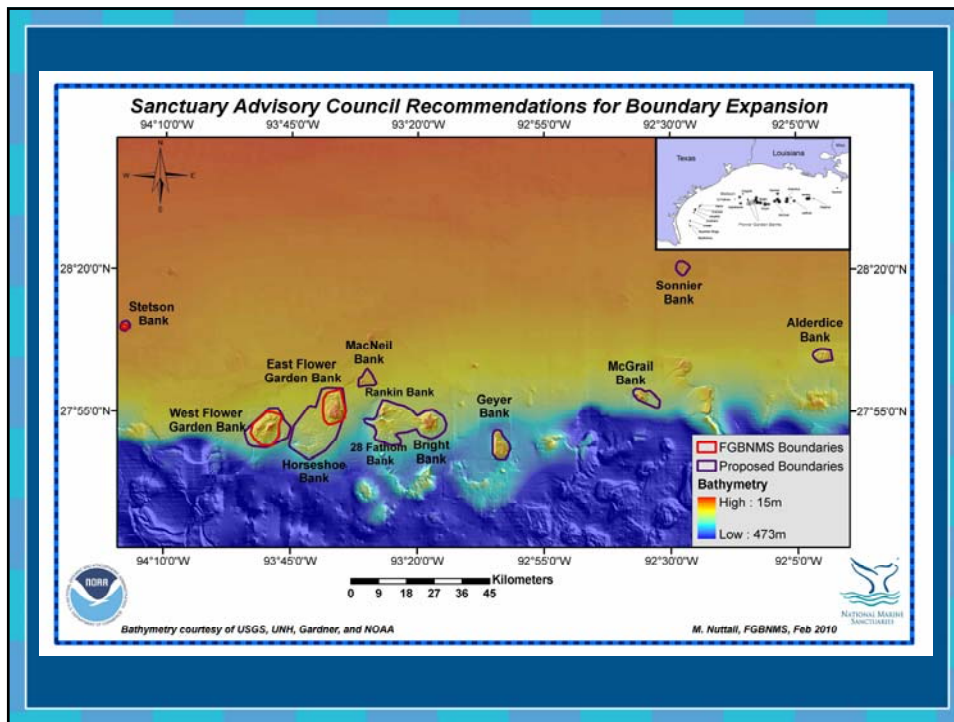 Sanctuary Advisory Council Recommendations for Boundary Expansion
94°10'0"W 93°45'0"W 93°20'0"W 92°55'0"W 92°30'0"W 92°5'0"W
N
W E
S
Texas
Louisiana
28°20'0"N
28°20'0"N
Sonnier
Bank
Stetson
Bank
Alderdice
Bank
MacNeil
Bank
East Flower
Garden Bank
McGrail
Bank
Rankin Bank
Geyer
Bank
27°55'0"N
27°55'0"N
West Flower
Garden Bank
28 Fathom
Bank
Bright
Bank
Horseshoe
Bank
FGBNMS Boundaries
Proposed Boundaries
Bathymetry
High : 15m
Low : 473m
94°10'0"W 93°45'0"W 93°20'0"W 92°55'0"W 92°30'0"W 92°5'0"W
Kilometers
0 9 18 27 36 45
NOAA
NATIONAL MARINE
SANCTUARIES
Bathymetry courtesy of USGS, UNH, Gardner, and NOAA
M. Nuttall, FGBNMS, Feb 2010